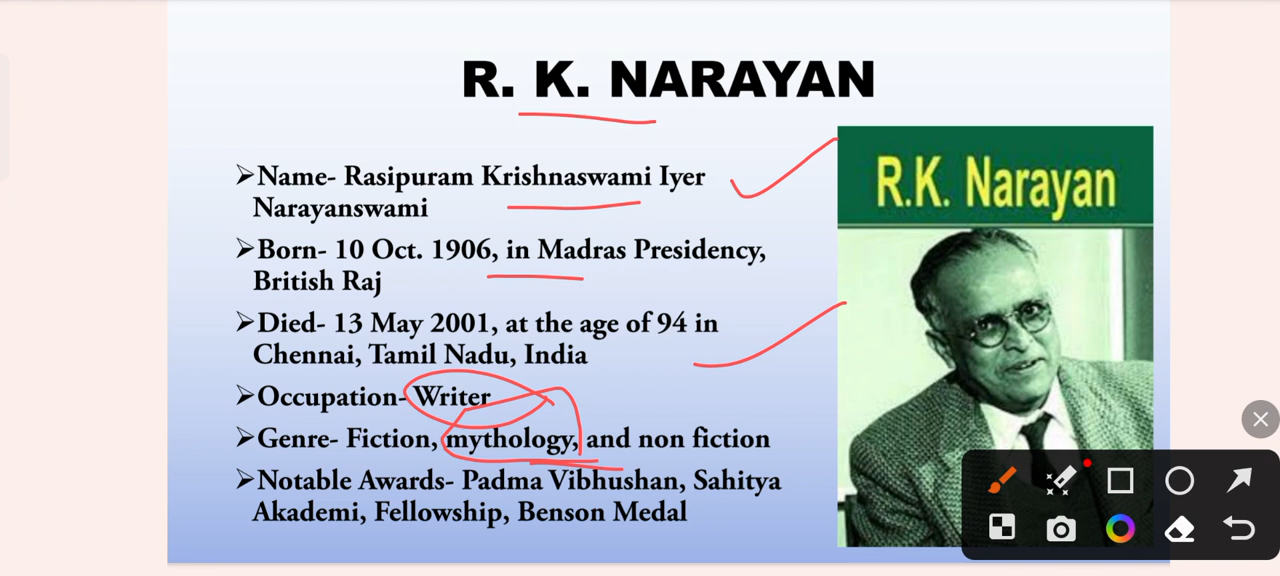 R. K. NARAYAN
➢Name- Rasipuram Krishnaswami Iyer
Narayanswami
➢Born- 10 Oct. 1906, in Madras Presidency,
British Raj
➢Died- 13 May 2001, at the age of 94 in
Chennai, Tamil Nadu, India
➢Occupation- Writer
➢Genre- Fiction, mythology, and non fiction
➢Notable Awards- Padma Vibhushan, Sahitya
Akademi, Fellowship, Benson Medal
R.K. Narayan